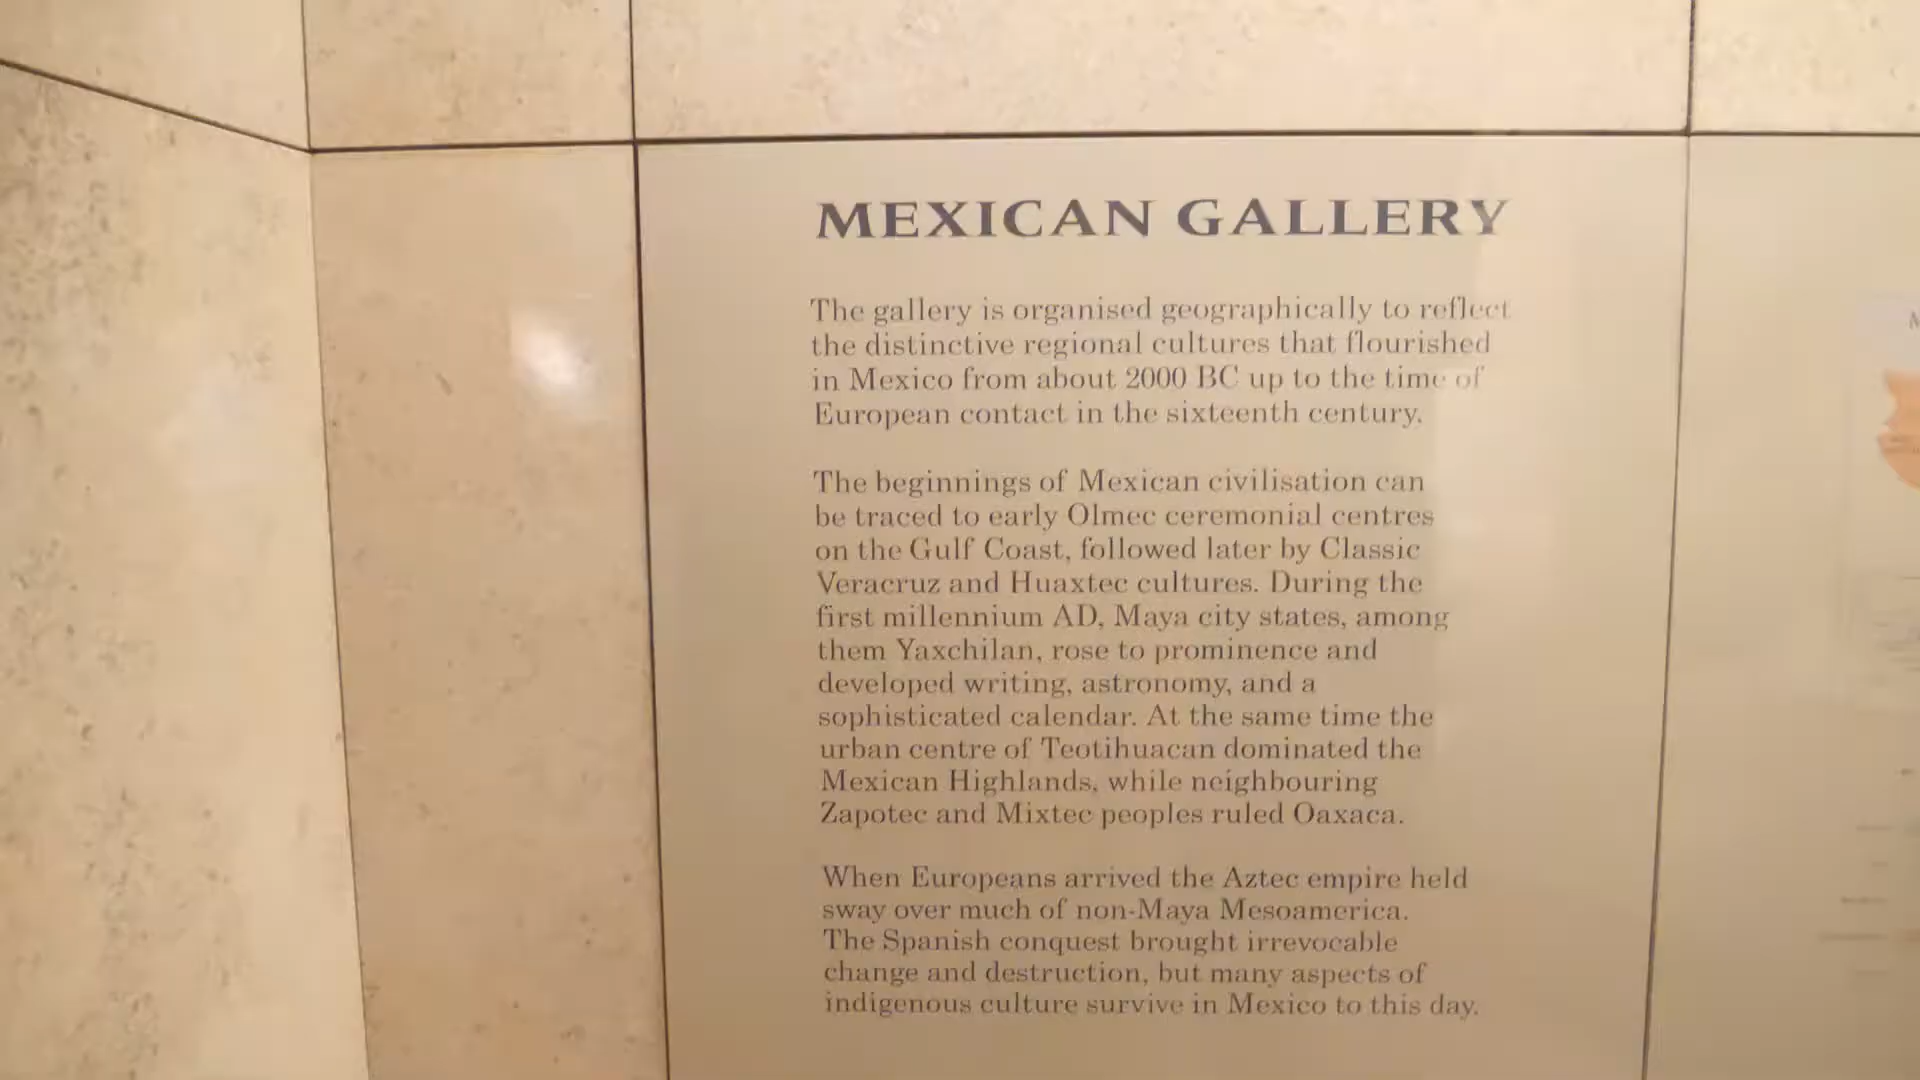 MEXICAN GALLERY
The gallery is organised geographically to reflect
the distinctive regional cultures that flourished
in Mexico from about 2000 BC up to the time of
European contact in the sixteenth century.
The beginnings of Mexican civilisation can
be traced to early Olmec ceremonial centres
on the Gulf Coast, followed later by Classic
Veracruz and Huaxtec cultures. During the
first millennium AD, Maya city states, among
them Yaxchilan, rose to prominence and
developed writing, astronomy, and a
sophisticated calendar. At the same time the
urban centre of Teotihuacan dominated the
Mexican Highlands, while neighbouring
Zapotec and Mixtec peoples ruled Oaxaca.
When Europeans arrived the Aztec empire held
sway over much of non-Maya Mesoamerica.
The Spanish conquest brought irrevocable
change and destruction, but many aspects of
indigenous culture survive in Mexico to this day.